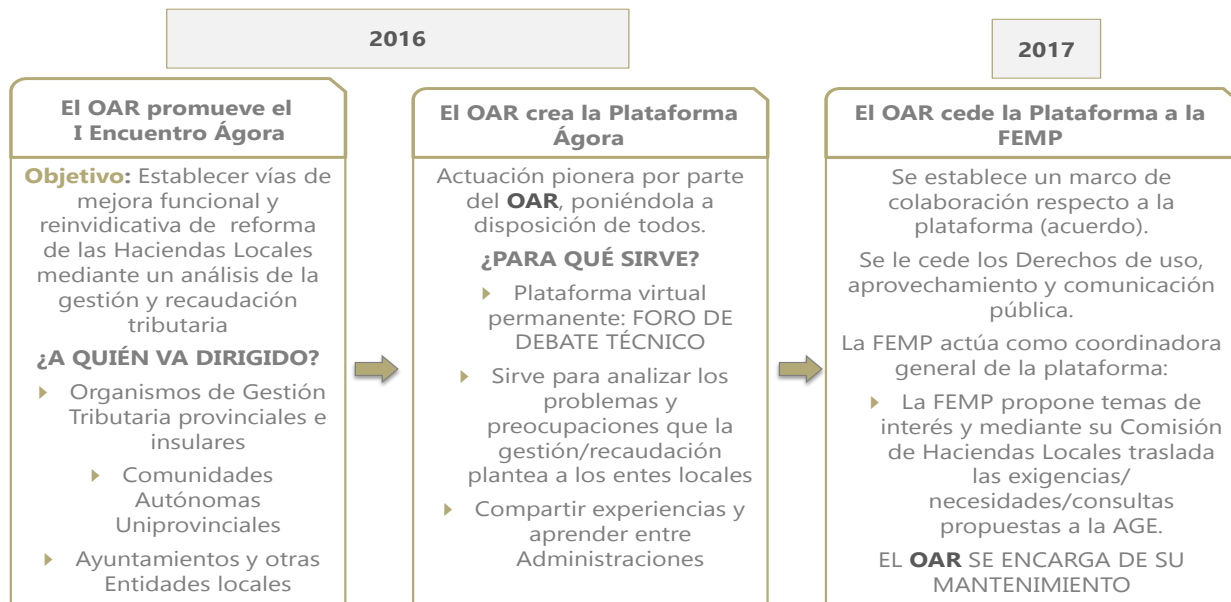 2016
2017
El OAR promueve el
I Encuentro Ágora
Objetivo: Establecer vías de
mejora funcional y
reinvidicativa de reforma
de las Haciendas Locales
mediante un análisis de la
gestión y recaudación
tributaria
¿A QUIÉN VA DIRIGIDO?
Organismos de Gestión
Tributaria provinciales e
insulares
Comunidades
Autónomas
Uniprovinciales
Ayuntamientos y otras
Entidades locales
El OAR crea la Plataforma
Ágora
Actuación pionera por parte
del OAR, poniéndola a
disposición de todos.
¿PARA QUÉ SIRVE?
Plataforma virtual
permanente: FORO DE
DEBATE TÉCNICO
Sirve para analizar los
problemas y
preocupaciones que la
gestión/recaudación
plantea a los entes locales
Compartir experiencias y
aprender entre
Administraciones
El OAR cede la Plataforma a la
FEMP
Se establece un marco de
colaboración respecto a la
plataforma (acuerdo).
Se le cede los Derechos de uso,
aprovechamiento y comunicación
pública.
La FEMP actúa como coordinadora
general de la plataforma:
La FEMP propone temas de
interés y mediante su Comisión
de Haciendas Locales traslada
las exigencias/
necesidades/consultas
propuestas a la AGE.
EL OAR SE ENCARGA DE SU
MANTENIMIENTO